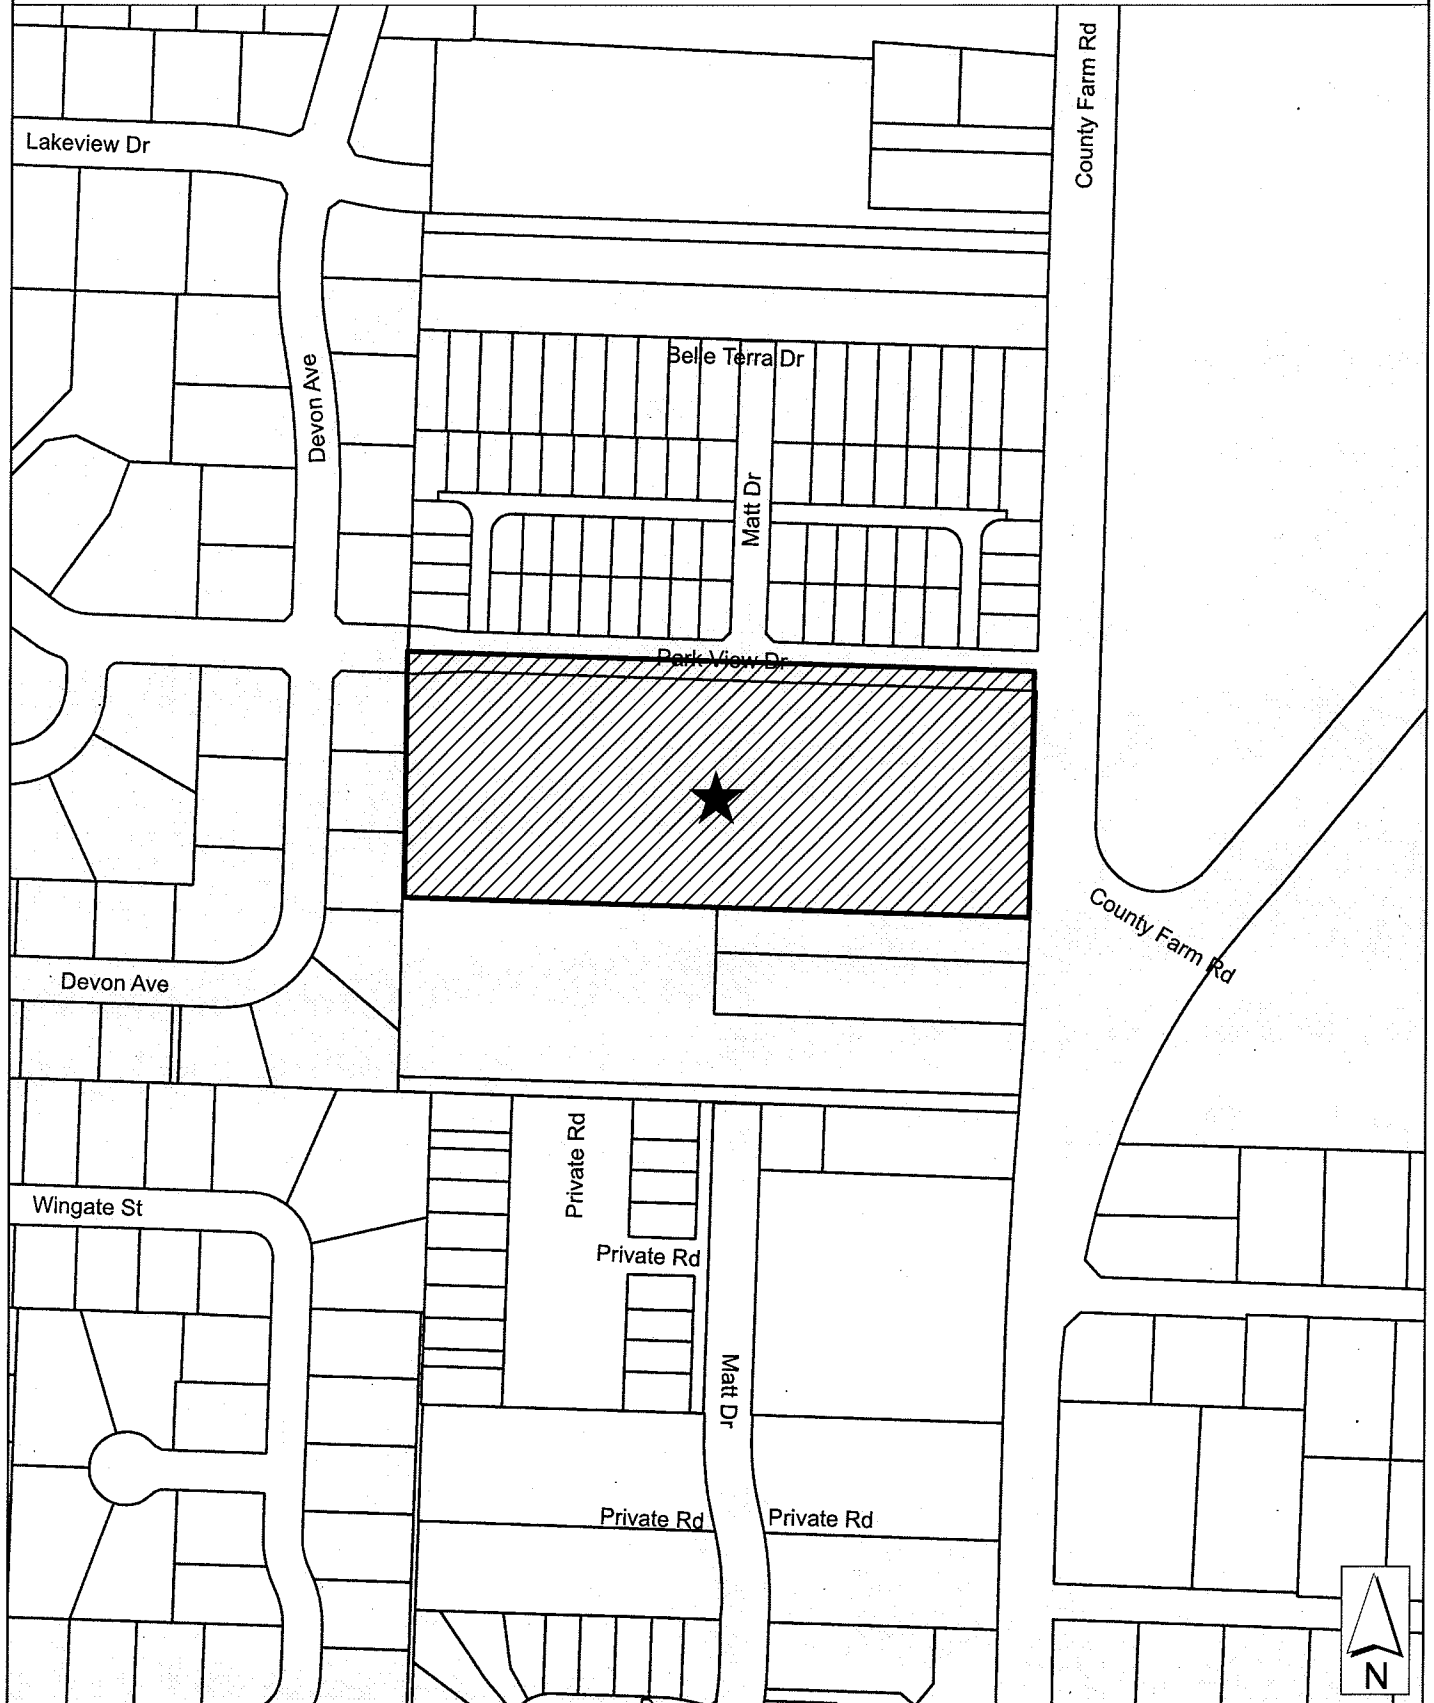 County Farm Rd
Lakeview Dr
Belle Terra Dr
Devon Ave
Matt Dr
Park View Dr
County Farm Rd
Devon Ave
Private Rd
Wingate St
Private Rd
Matt Dr
Private Rd
Private Rd
N